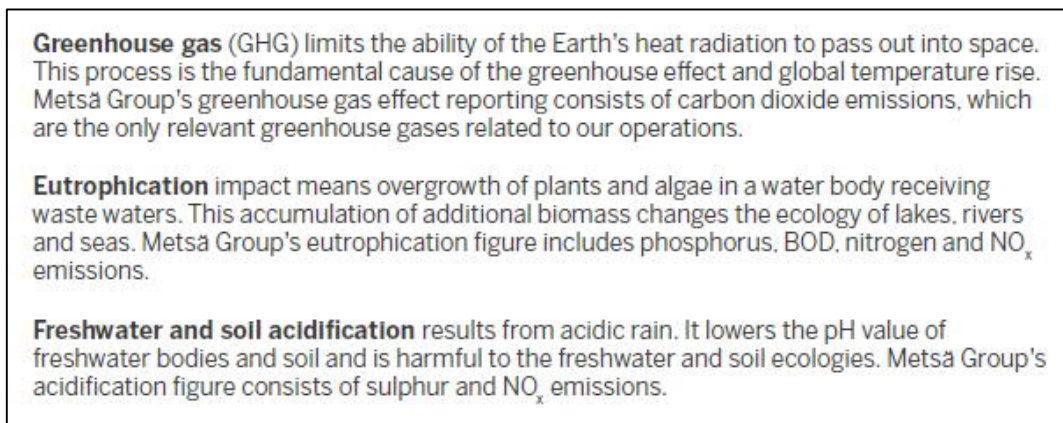 Greenhouse gas (GHG) limits the ability of the Earth's heat radiation to pass out into space.
This process is the fundamental cause of the greenhouse effect and global temperature rise.
Metsä Group's greenhouse gas effect reporting consists of carbon dioxide emissions, which
are the only relevant greenhouse gases related to our operations.
Eutrophication impact means overgrowth of plants and algae in a water body receiving
waste waters. This accumulation of additional biomass changes the ecology of lakes, rivers
and seas. Metsä Group's eutrophication figure includes phosphorus, BOD, nitrogen and NOₓ
emissions.
Freshwater and soil acidification results from acidic rain. It lowers the pH value of
freshwater bodies and soil and is harmful to the freshwater and soil ecologies. Metsä Group's
acidification figure consists of sulphur and NOₓ emissions.